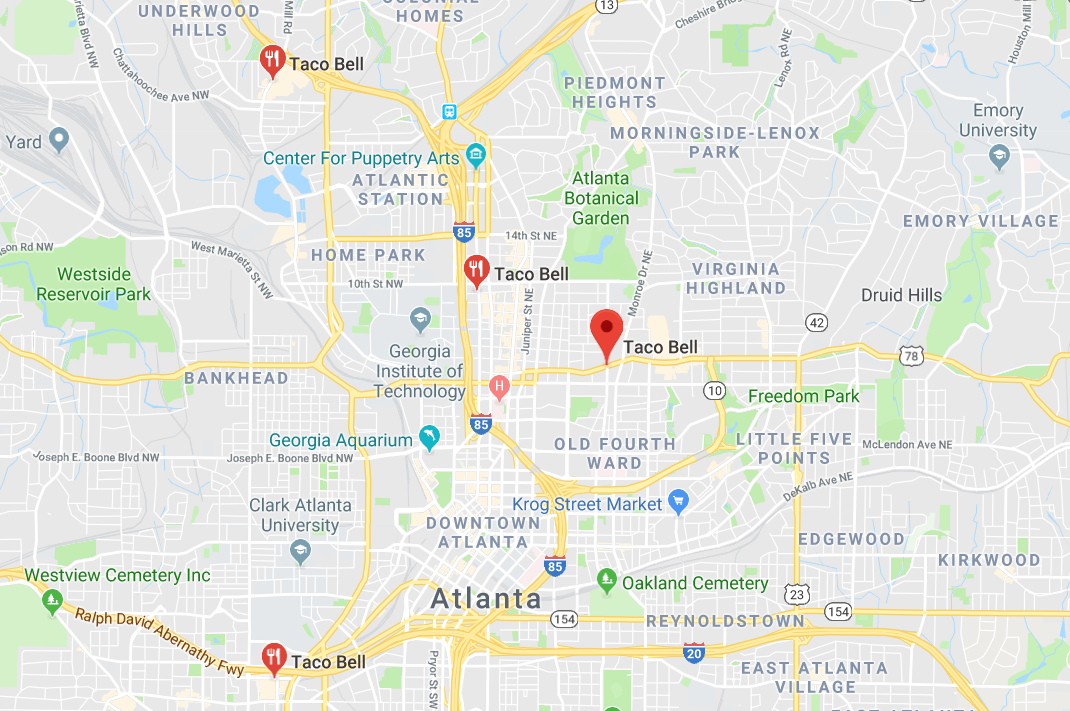 UNDERWOOD
HILLS
Mill Rd
COLONIAL
HOMES
13
Cheshire Bridge
Houston Mill
Marietta Blvd NW
Chattahoochee Ave NW
Taco Bell
Lenox Rd NE
PIEDMONT
HEIGHTS
Emory
University
MORNINGSIDE-LENOX
PARK
Yard
Center For Puppetry Arts
ATLANTIC
STATION
Atlanta
Botanical
Garden
EMORY VILLAGE
85
14th St NE
son Rd NW
West Marietta St NW
HOME PARK
Westside
Reservoir Park
Taco Bell
10th St NW
Monroe Dr NE
VIRGINIA
HIGHLAND
Druid Hills
Juniper St NE
42
Georgia
Institute of
Technology
Taco Bell
78
BANKHEAD
H
10
Freedom Park
85
Georgia Aquarium
OLD FOURTH
WARD
LITTLE FIVE
POINTS
McLendon Ave NE
Joseph E. Boone Blvd NW
Joseph E. Boone Blvd NW
DeKalb Ave NE
Clark Atlanta
University
Krog Street Market
DOWNTOWN
ATLANTA
EDGEWOOD
KIRKWOOD
85
Westview Cemetery Inc
Oakland Cemetery
Atlanta
23
154
154
REYNOLDSTOWN
Ralph David Abernathy Fwy
Taco Bell
Pryor St SW
20
EAST ATLANTA
VILLAGE
EAST ATLANTA